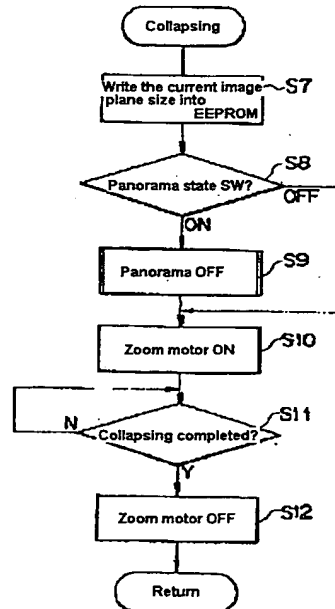 Collapsing
Write the current image
plane size into
EEPROM
S7
Panorama state SW?
S8
OFF
ON
Panorama OFF
S9
Zoom motor ON
S10
Collapsing completed?
S11
N
Y
Zoom motor OFF
S12
Return